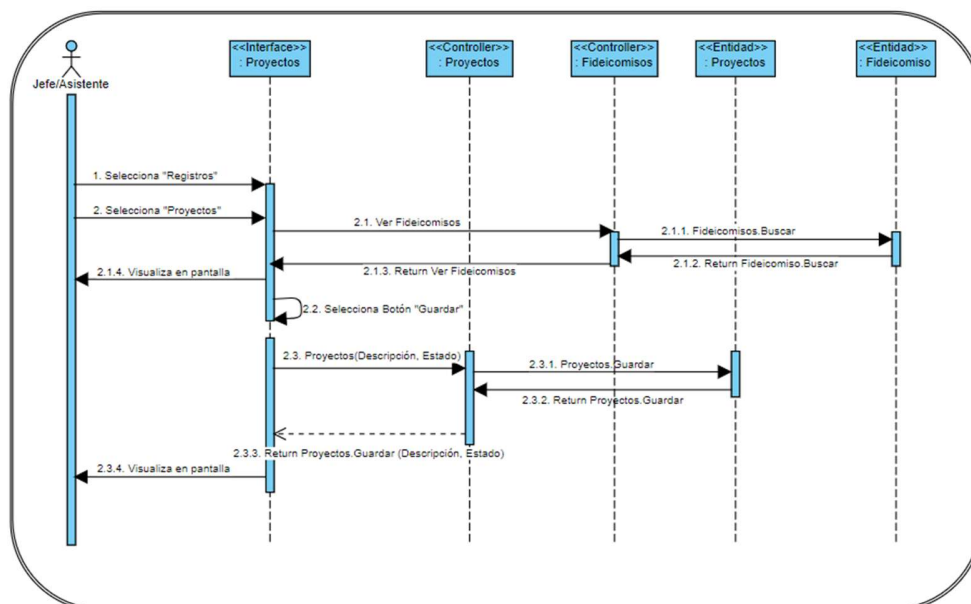 <<Interface>>
: Proyectos
<<Controller>>
: Proyectos
<<Controller>>
: Fideicomisos
<<Entidad>>
: Proyectos
<<Entidad>>
: Fideicomiso
Jefe/Asistente
1. Selecciona "Registros"
2. Selecciona "Proyectos"
2.1. Ver Fideicomisos
2.1.1. Fideicomisos.Buscar
2.1.2. Return Fideicomiso.Buscar
2.1.3. Return Ver Fideicomisos
2.1.4. Visualiza en pantalla
2.2. Selecciona Botón "Guardar"
2.3. Proyectos(Descripción, Estado)
2.3.1. Proyectos.Guardar
2.3.2. Return Proyectos.Guardar
2.3.3. Return Proyectos.Guardar (Descripción, Estado)
2.3.4. Visualiza en pantalla